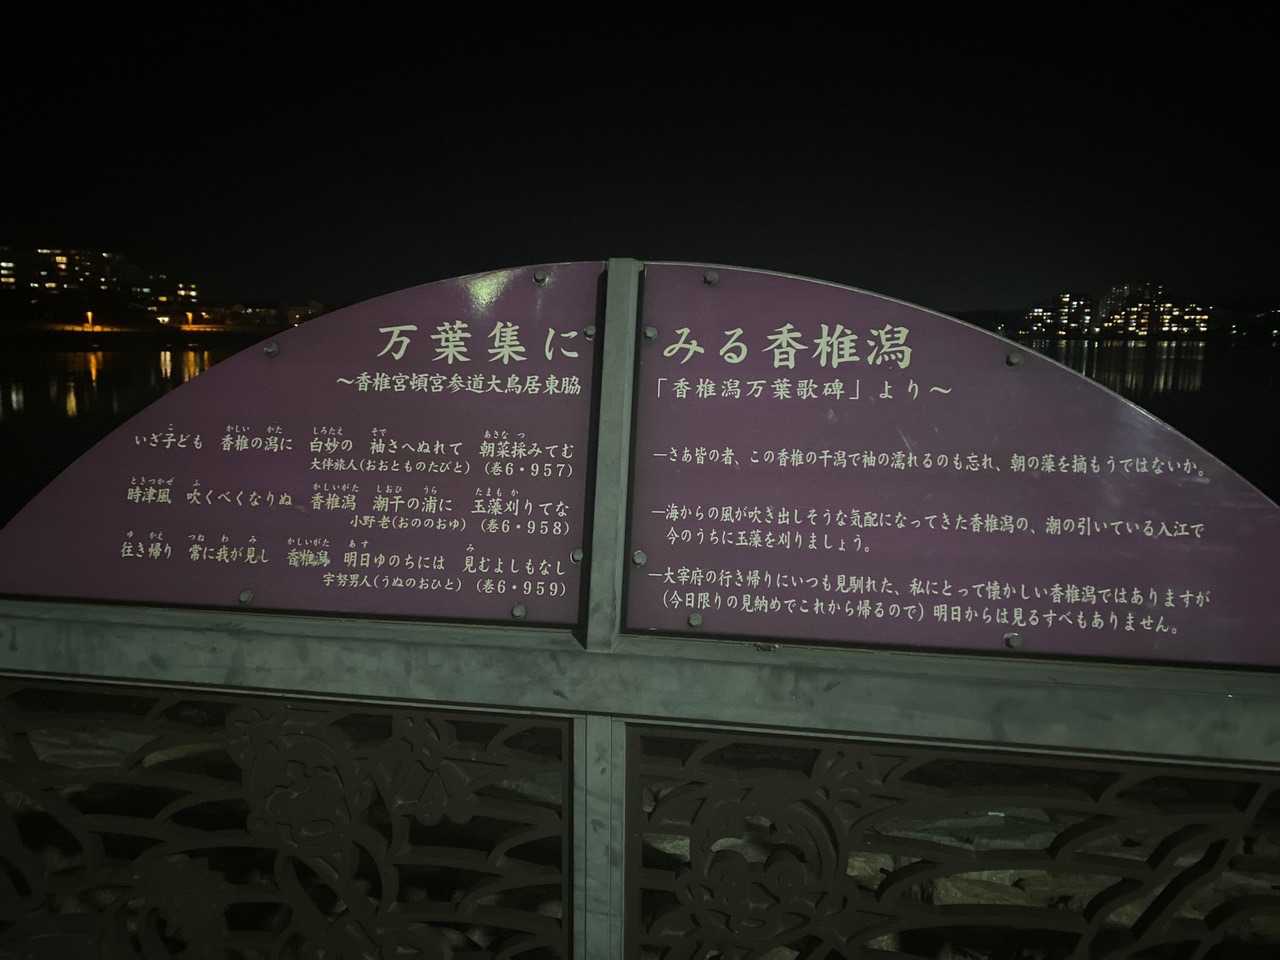 万葉集にみる香椎潟
～香椎宮頓宮参道大鳥居東脇「香椎潟万葉歌碑」より～
いざ子ども 香椎の潟に 白妙の 袖さへぬれて 朝菜採みてむ
大伴旅人(おおとものたびと) (巻6・957)
時津風 吹くべくなりぬ 香椎潟 潮干の浦に 玉藻刈りてな
小野老(おののおゆ) (巻6・958)
往き帰り 常に我が見し 香椎潟 明日ゆのちには 見むよしもなし
宇努男人(うぬのおひと) (巻6・959)
―さあ皆の者、この香椎の干潟で袖の濡れるのも忘れ、朝の藻を摘もうではないか。
―海からの風が吹き出しそうな気配になってきた香椎潟の、潮の引いている入江で
今のうちに玉藻を刈りましょう。
―大宰府の行き帰りにいつも見馴れた、私にとって懐かしい香椎潟ではありますが
(今日限りの見納めでこれから帰るので) 明日からは見るすべもありません。